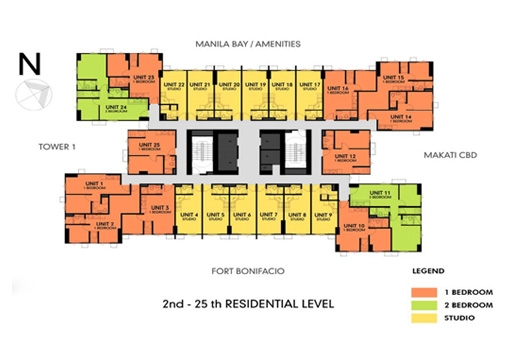 MANILA BAY / AMENITIES
N
UNIT 23
1 BEDROOM
UNIT 22
STUDIO
UNIT 21
STUDIO
UNIT 20
STUDIO
UNIT 19
STUDIO
UNIT 18
STUDIO
UNIT 17
STUDIO
UNIT 16
1 BEDROOM
UNIT 15
1 BEDROOM
UNIT 24
2 BEDROOM
UNIT 14
1 BEDROOM
TOWER 1
UNIT 25
1 BEDROOM
UNIT 12
1 BEDROOM
MAKATI CBD
UNIT 1
1 BEDROOM
UNIT 2
1 BEDROOM
UNIT 3
1 BEDROOM
UNIT 4
STUDIO
UNIT 5
STUDIO
UNIT 6
STUDIO
UNIT 7
STUDIO
UNIT 8
STUDIO
UNIT 9
STUDIO
UNIT 10
1 BEDROOM
UNIT 11
2 BEDROOM
FORT BONIFACIO
LEGEND
1 BEDROOM
2 BEDROOM
STUDIO
2nd - 25 th RESIDENTIAL LEVEL